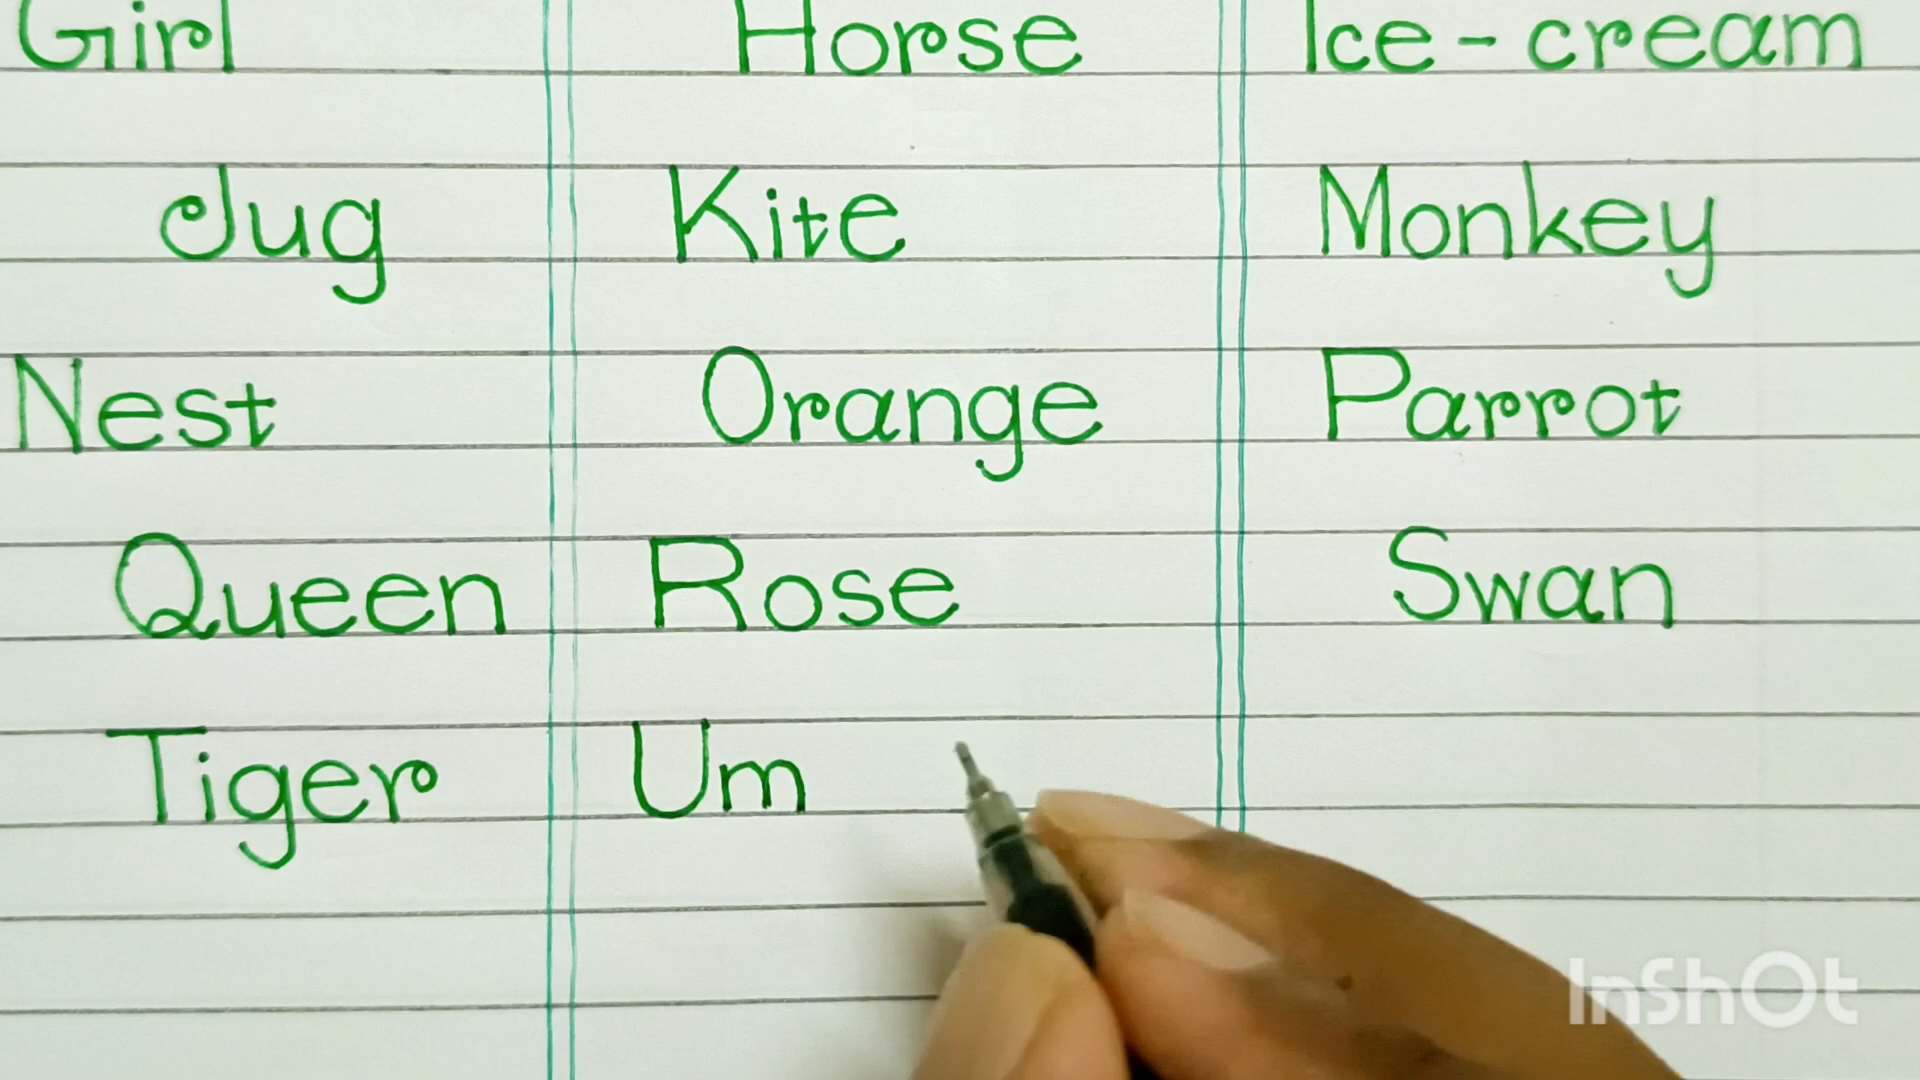 Girl Horse Ice-cream
Jug Kite Monkey
Nest Orange Parrot
Queen Rose Swan
Tiger Um
InShOt